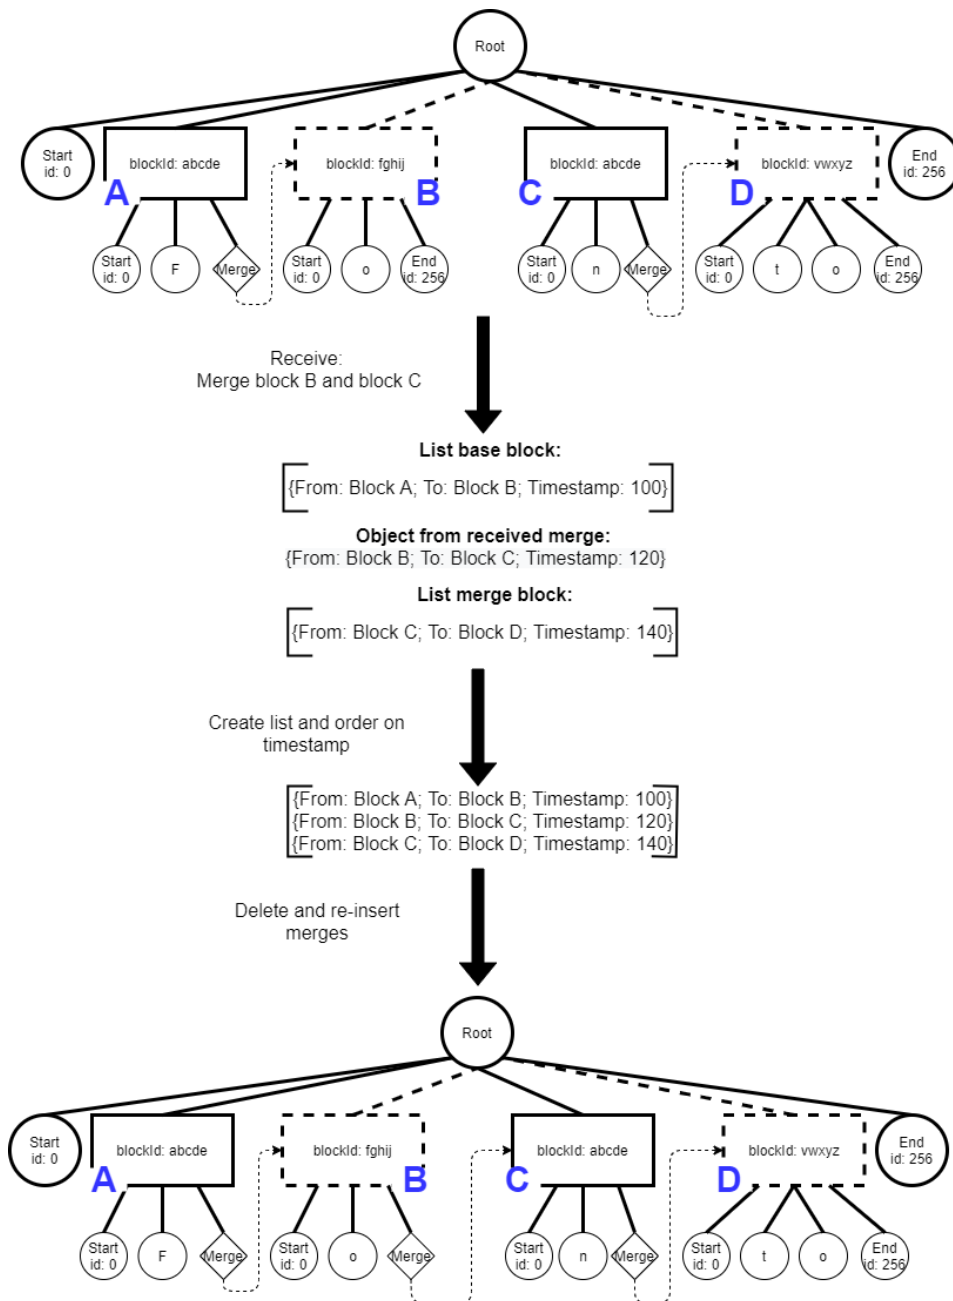 Root
Start
id: 0
blockId: abcde
blockId: fghij
blockId: abcde
blockId: vwxyz
End
id: 256
A
B
C
D
Start
id: 0
F
Merge
Start
id: 0
o
End
id: 256
Start
id: 0
n
Merge
Start
id: 0
t
o
End
id: 256
Receive:
Merge block B and block C
List base block:
{From: Block A; To: Block B; Timestamp: 100}
Object from received merge:
{From: Block B; To: Block C; Timestamp: 120}
List merge block:
{From: Block C; To: Block D; Timestamp: 140}
Create list and order on
timestamp
{From: Block A; To: Block B; Timestamp: 100}
{From: Block B; To: Block C; Timestamp: 120}
{From: Block C; To: Block D; Timestamp: 140}
Delete and re-insert
merges
Root
Start
id: 0
blockId: abcde
blockId: fghij
blockId: abcde
blockId: vwxyz
End
id: 256
A
B
C
D
Start
id: 0
F
Merge
Start
id: 0
o
Merge
Start
id: 0
n
Merge
Start
id: 0
t
o
End
id: 256